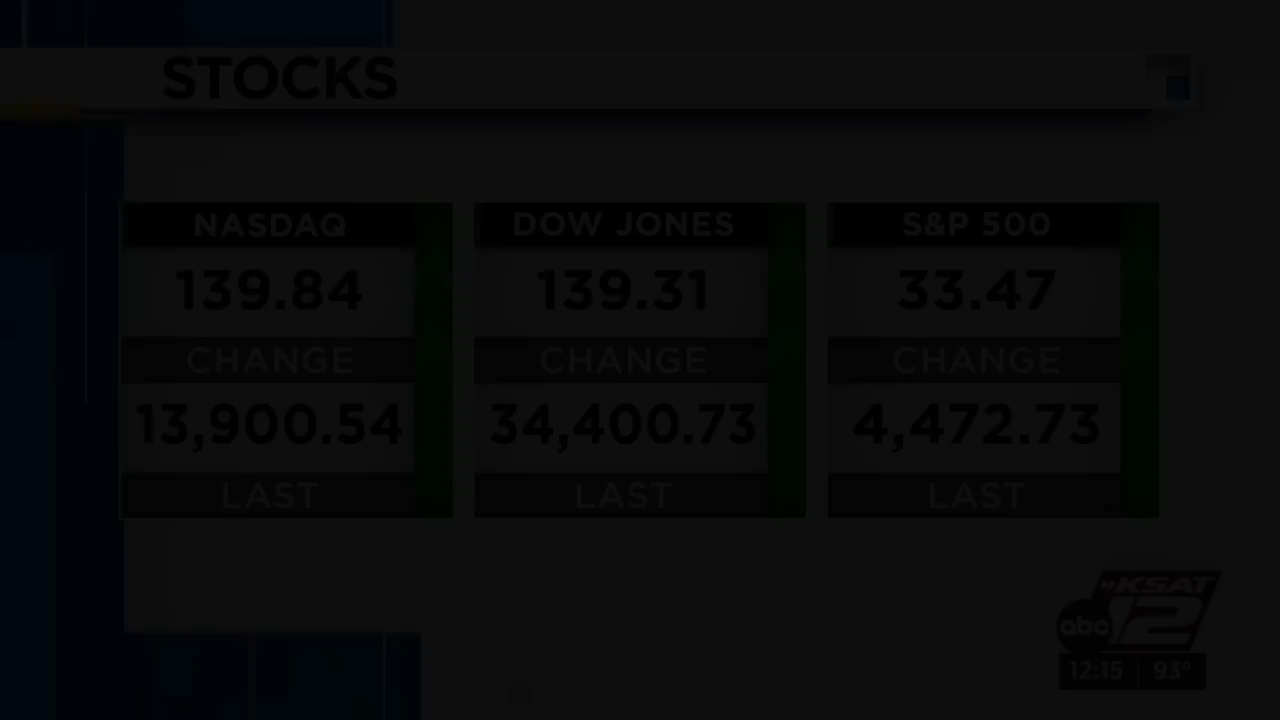 STOCKS
NASDAQ
139.84
CHANGE
13,900.54
LAST
DOW JONES
139.31
CHANGE
34,400.73
LAST
S&P 500
33.47
CHANGE
4,472.73
LAST
KSAT
abc 12
12:15 93°